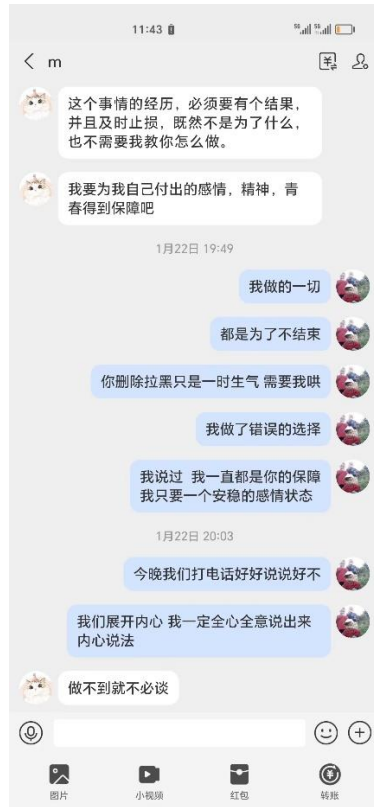 11:43
m
这个事情的经历，必须要有个结果，
并且及时止损，既然不是为了什么，
也不需要我教你怎么做。
我要为我自己付出的感情，精神，青
春得到保障吧
1月22日 19:49
我做的一切
都是为了不结束
你删除拉黑只是一时生气 需要我哄
我做了错误的选择
我说过 我一直都是你的保障
我只要一个安稳的感情状态
1月22日 20:03
今晚我们打电话好好说说好不
我们展开内心 我一定全心全意说出来
内心说法
做不到就不必谈
图片
小视频
红包
转账